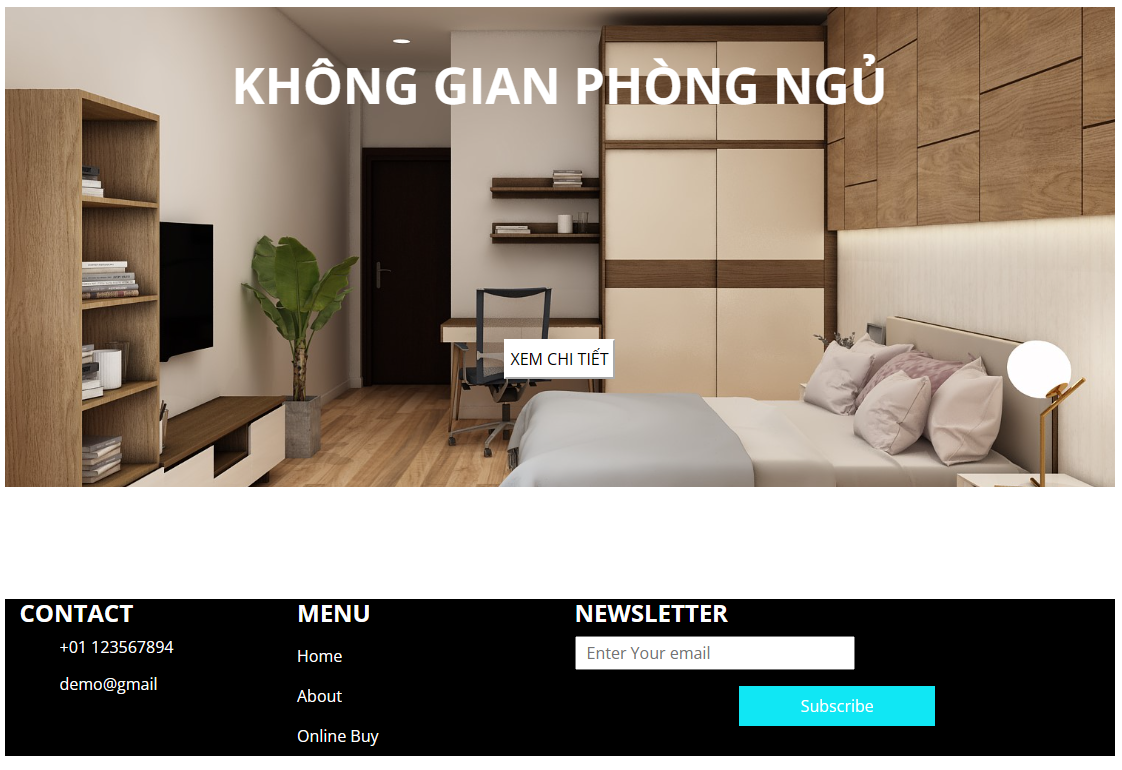 KHÔNG GIAN PHÒNG NGỦ
XEM CHI TIẾT
CONTACT
+01 123567894
demo@gmail
MENU
Home
About
Online Buy
NEWSLETTER
Enter Your email
Subscribe